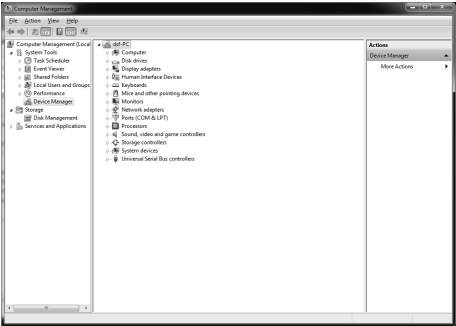 Computer Management
File Action View Help
Computer Management (Local
System Tools
Task Scheduler
Event Viewer
Shared Folders
Local Users and Groups
Performance
Device Manager
Storage
Disk Management
Services and Applications
dsf-PC
Computer
Disk drives
Display adapters
Human Interface Devices
Keyboards
Mice and other pointing devices
Monitors
Network adapters
Ports (COM & LPT)
Processors
Sound, video and game controllers
Storage controllers
System devices
Universal Serial Bus controllers
Actions
Device Manager
More Actions